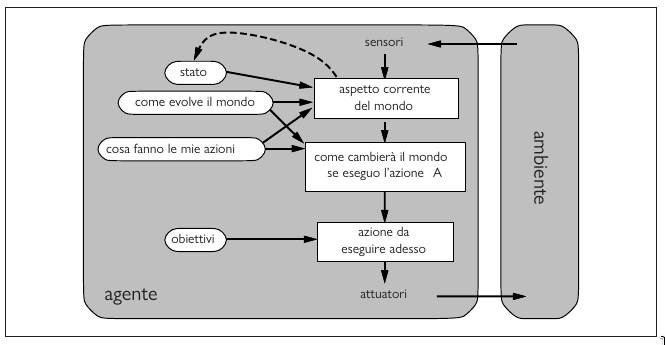 sensori
stato
aspetto corrente
del mondo
come evolve il mondo
cosa fanno le mie azioni
come cambierà il mondo
se eseguo l'azione A
obiettivi
azione da
eseguire adesso
attuatori
agente
ambiente